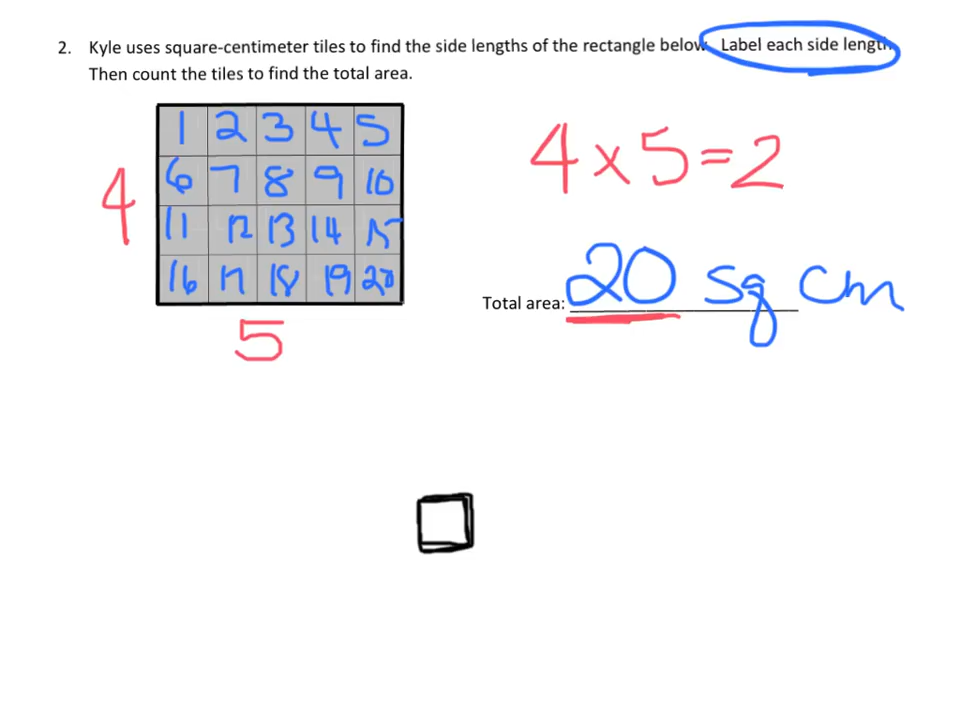 2. Kyle uses square-centimeter tiles to find the side lengths of the rectangle below. Label each side length.
Then count the tiles to find the total area.
1 2 3 4 5
4 × 5 = 2
4
6 7 8 9 10
11 12 13 14 15
16 17 18 19 20
Total area: 20 sq cm
5